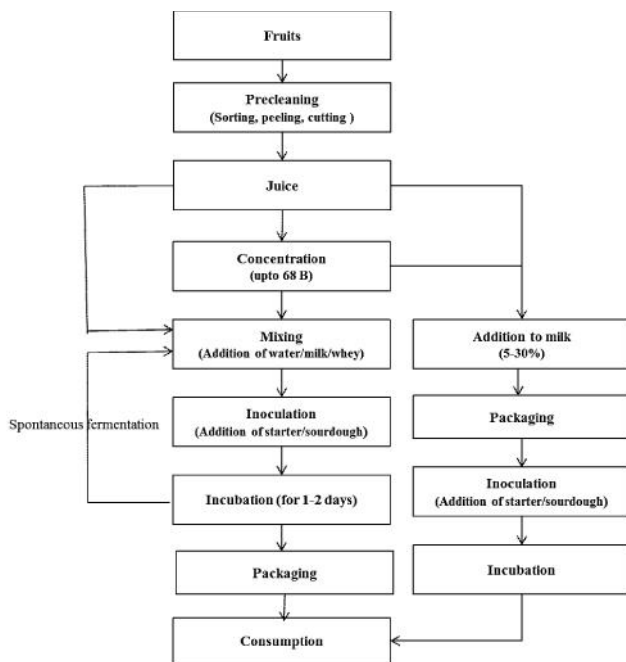 Fruits
Precleaning
(Sorting, peeling, cutting )
Juice
Concentration
(upto 68 B)
Mixing
(Addition of water/milk/whey)
Addition to milk
(5-30%)
Inoculation
(Addition of starter/sourdough)
Packaging
Spontaneous fermentation
Incubation (for 1-2 days)
Inoculation
(Addition of starter/sourdough)
Packaging
Incubation
Consumption